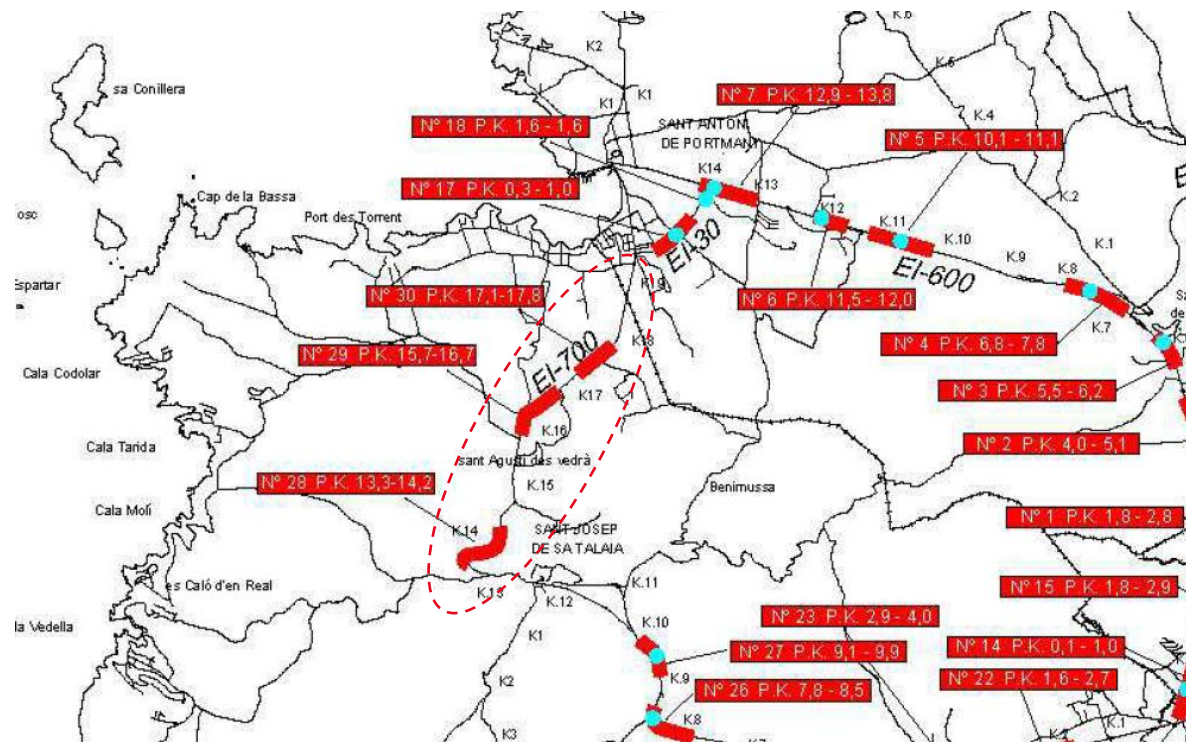 K.6
K2
K.5
sa Conillera
K1
K1
Nº 7 P.K. 12,9 - 13,8
K.4
Nº 18 P.K. 1,6 - 1,6
SANT ANTONI
DE PORTMANY
Nº 5 P.K. 10,1 - 11,1
K14
K13
Nº 17 P.K. 0,3 - 1,0
Cap de la Bassa
K.2
osc
Port des Torrent
K12
K.11
K.10
EI-30
K.1
K.9
EI-600
K.8
Espartar
K19
Nº 30 P.K. 17,1-17,8
Nº 6 P.K. 11,5 - 12,0
Sa
de
K.7
K18
Nº 4 P.K. 6,8 - 7,8
Nº 29 P.K. 15,7-16,7
EI-700
Cala Codolar
K17
Nº 3 P.K. 5,5 - 6,2
K.16
Cala Tarida
Nº 2 P.K. 4,0 - 5,1
sant Agustí des vedrà
K.15
Nº 28 P.K. 13,3-14,2
Benimussa
Cala Molí
Nº 1 P.K. 1,8 - 2,8
K.14
SANT JOSEP
DE SA TALAIA
es Caló d'en Real
K.11
Nº 15 P.K. 1,8 - 2,9
K.13
K.12
Nº 23 P.K. 2,9 - 4,0
la Vedella
K.10
K1
Nº 27 P.K. 9,1 - 9,9
Nº 14 P.K. 0,1 - 1,0
K2
K.9
Nº 22 P.K. 1,6 - 2,7
Nº 26 P.K. 7,8 - 8,5
K3
K.8
K.1